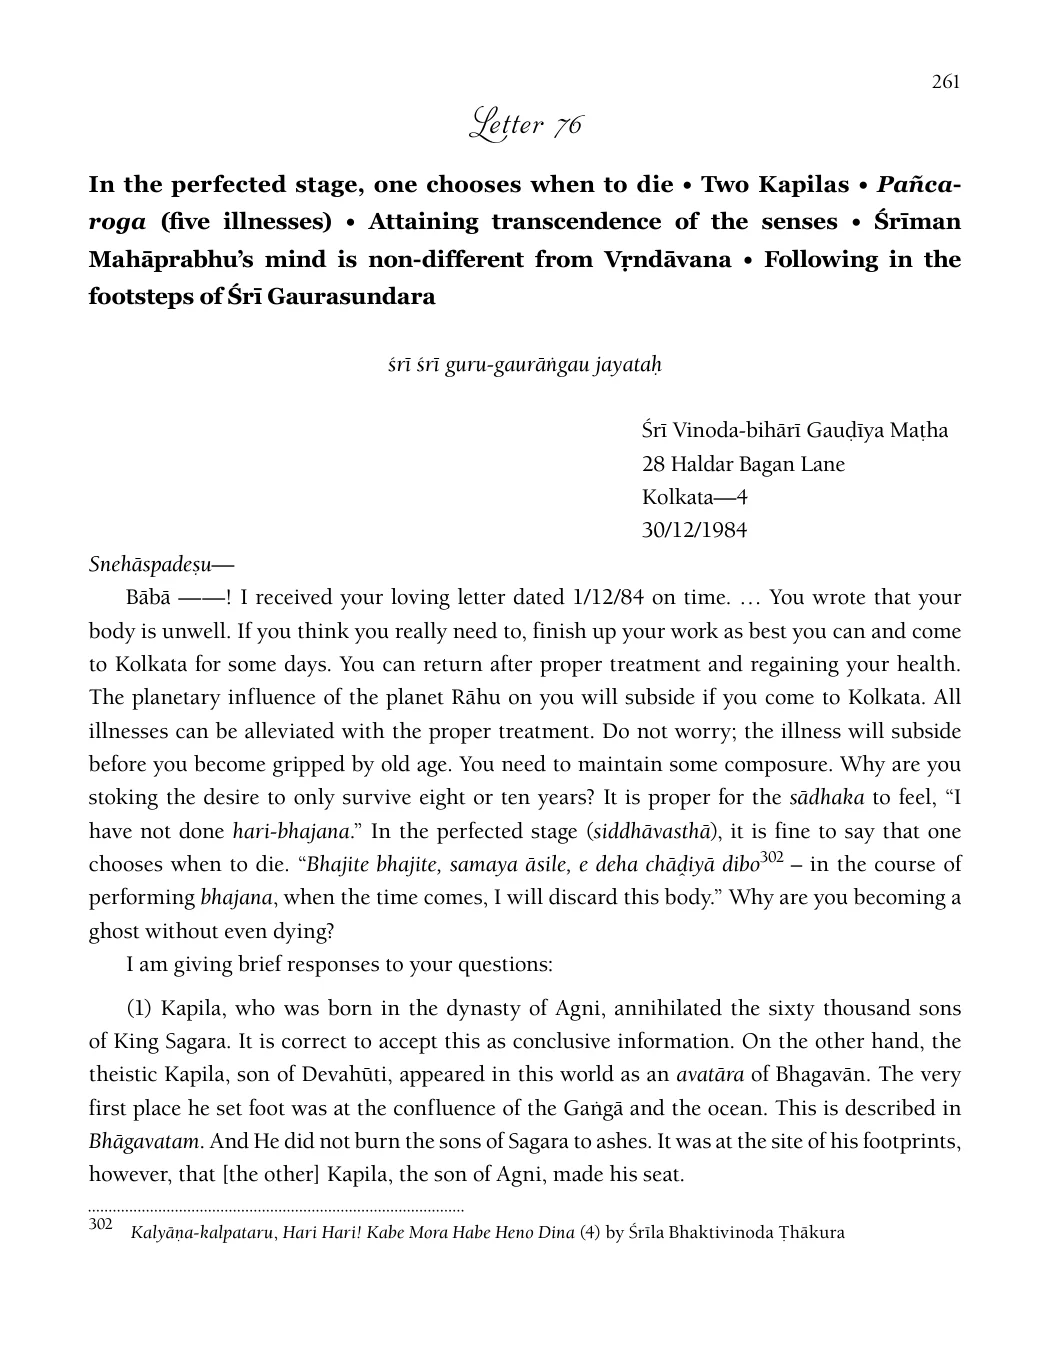 261
Letter 76
In the perfected stage, one chooses when to die • Two Kapilas • Pañca-
roga (five illnesses) • Attaining transcendence of the senses • Śrīman
Mahāprabhu’s mind is non-different from Vṛndāvana • Following in the
footsteps of Śrī Gaurasundara
śrī śrī guru-gaurāṅgau jayataḥ
Śrī Vinoda-bihārī Gauḍīya Maṭha
28 Haldar Bagan Lane
Kolkata—4
30/12/1984
Snehāspadeṣu—
Bābā ——! I received your loving letter dated 1/12/84 on time. … You wrote that your
body is unwell. If you think you really need to, finish up your work as best you can and come
to Kolkata for some days. You can return after proper treatment and regaining your health.
The planetary influence of the planet Rāhu on you will subside if you come to Kolkata. All
illnesses can be alleviated with the proper treatment. Do not worry; the illness will subside
before you become gripped by old age. You need to maintain some composure. Why are you
stoking the desire to only survive eight or ten years? It is proper for the sādhaka to feel, “I
have not done hari-bhajana.” In the perfected stage (siddhāvasthā), it is fine to say that one
chooses when to die. “Bhajite bhajite, samaya āsile, e deha chāḓiyā dibo302 – in the course of
performing bhajana, when the time comes, I will discard this body.” Why are you becoming a
ghost without even dying?
I am giving brief responses to your questions:
(1) Kapila, who was born in the dynasty of Agni, annihilated the sixty thousand sons
of King Sagara. It is correct to accept this as conclusive information. On the other hand, the
theistic Kapila, son of Devahūti, appeared in this world as an avatāra of Bhagavān. The very
first place he set foot was at the confluence of the Gaṅgā and the ocean. This is described in
Bhāgavatam. And He did not burn the sons of Sagara to ashes. It was at the site of his footprints,
however, that [the other] Kapila, the son of Agni, made his seat.
302 Kalyāṇa-kalpataru, Hari Hari! Kabe Mora Habe Heno Dina (4) by Śrīla Bhaktivinoda Ṭhākura